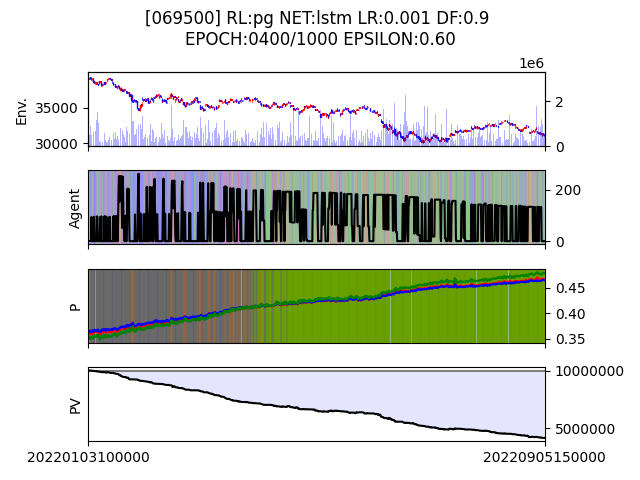 [069500] RL:pg NET:lstm LR:0.001 DF:0.9
EPOCH:0400/1000 EPSILON:0.60
1e6
Env.
35000
30000
2
0
Agent
200
0
P
0.45
0.40
0.35
PV
10000000
5000000
20220103100000
20220905150000